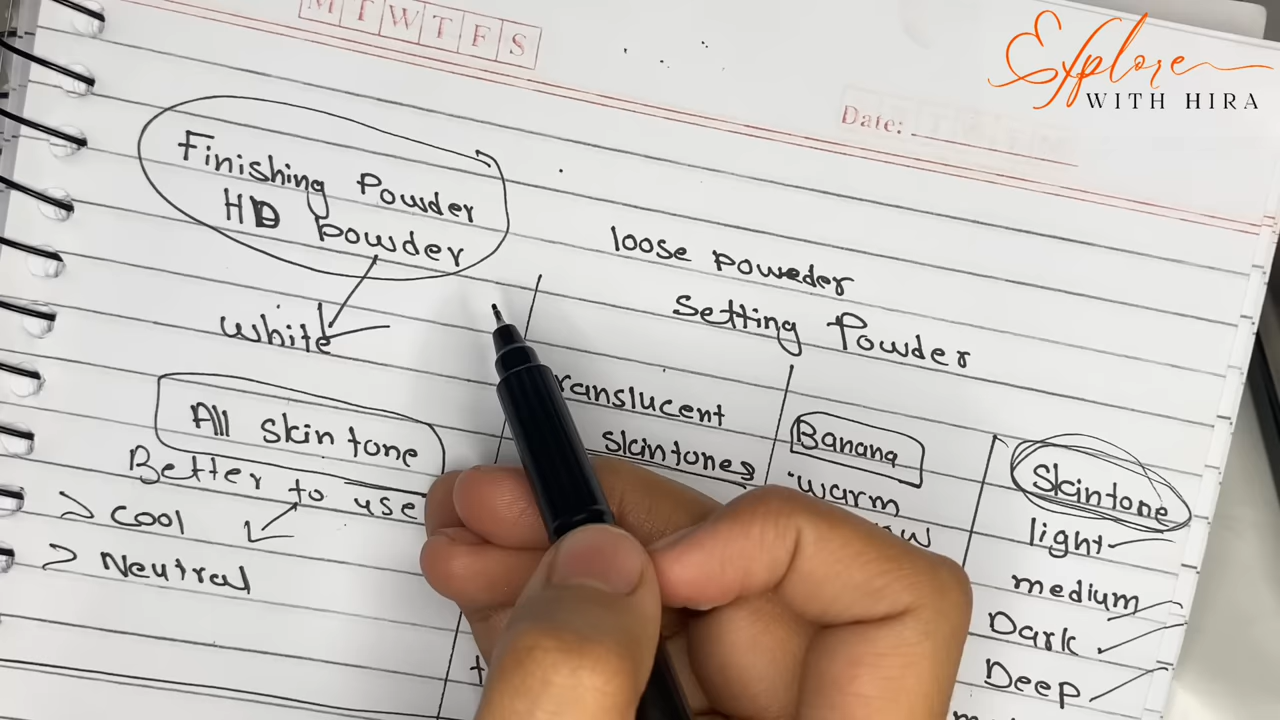 M T W T F S
Explore
WITH HIRA
Date:
Finishing Powder
HD powder
White
All skin tone
Better to use
> Cool
> Neutral
loose poweder
Setting Powder
ranslucent
skintones
Banana
warm
Skintone
light
medium
Dark
Deep